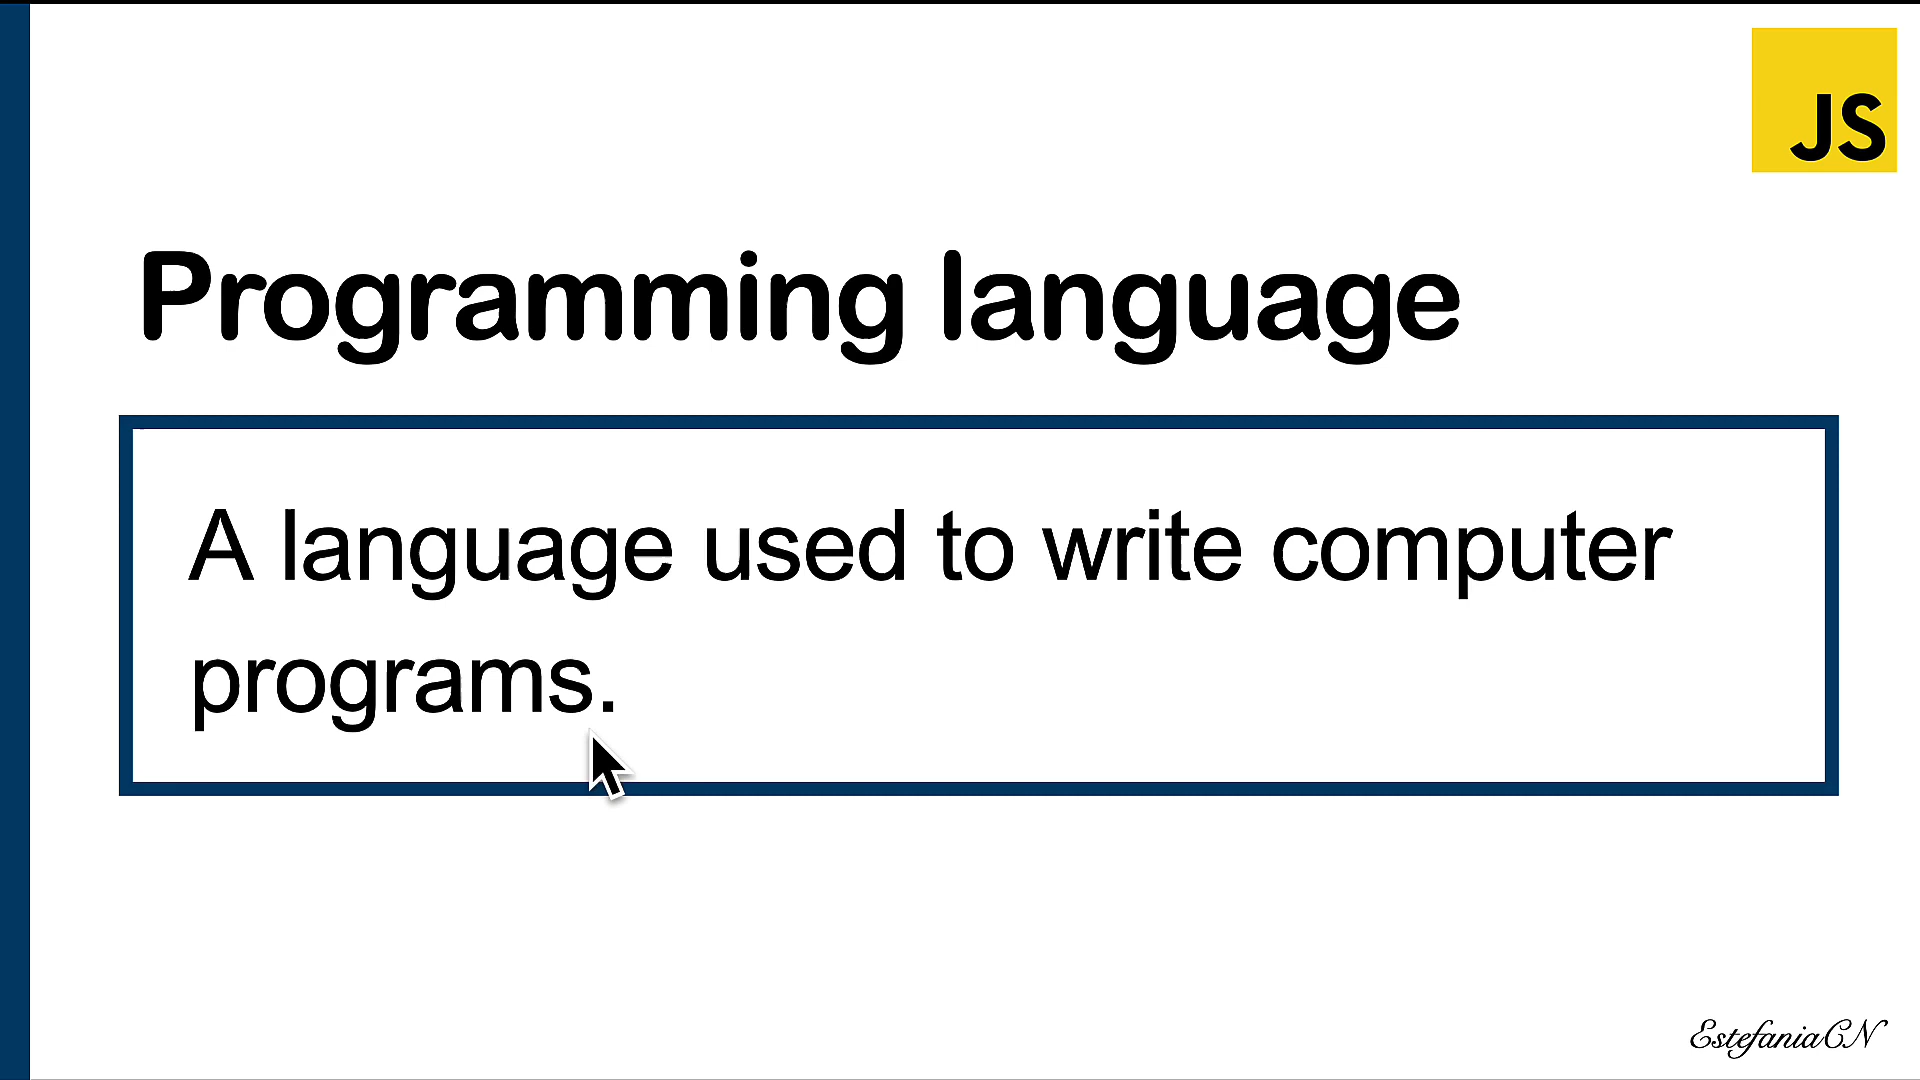 JS
Programming language
A language used to write computer
programs.
EstefaniaCN